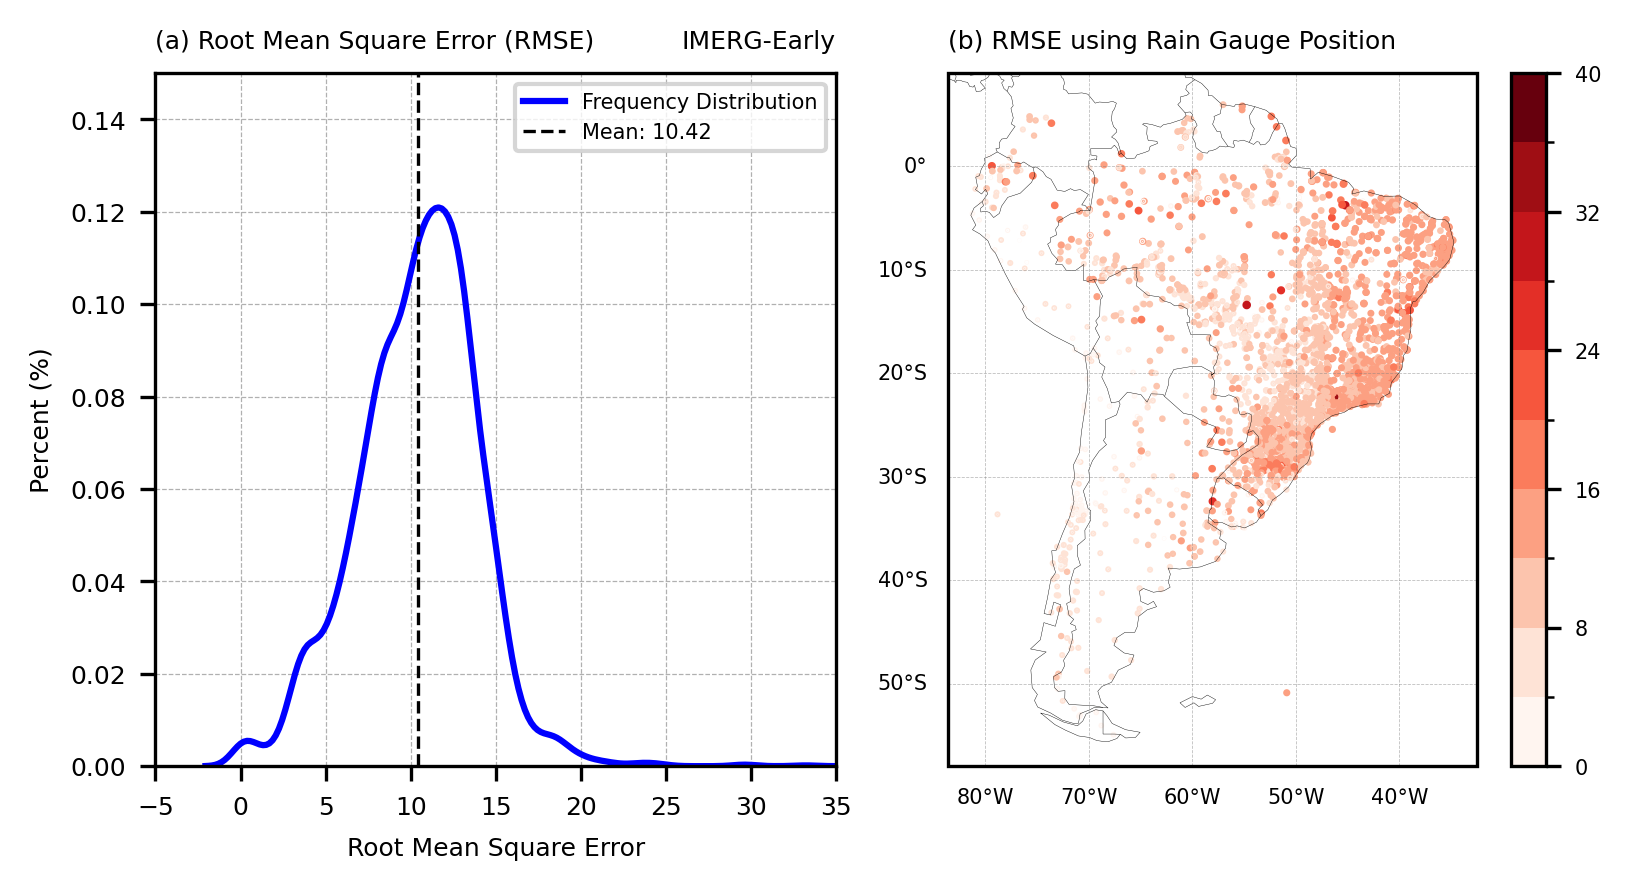 (a) Root Mean Square Error (RMSE) IMERG-Early
Frequency Distribution
Mean: 10.42
0.14
0.12
0.10
0.08
0.06
0.04
0.02
0.00
Percent (%)
−5 0 5 10 15 20 25 30 35
Root Mean Square Error
(b) RMSE using Rain Gauge Position
0°
10°S
20°S
30°S
40°S
50°S
80°W 70°W 60°W 50°W 40°W
40
32
24
16
8
0